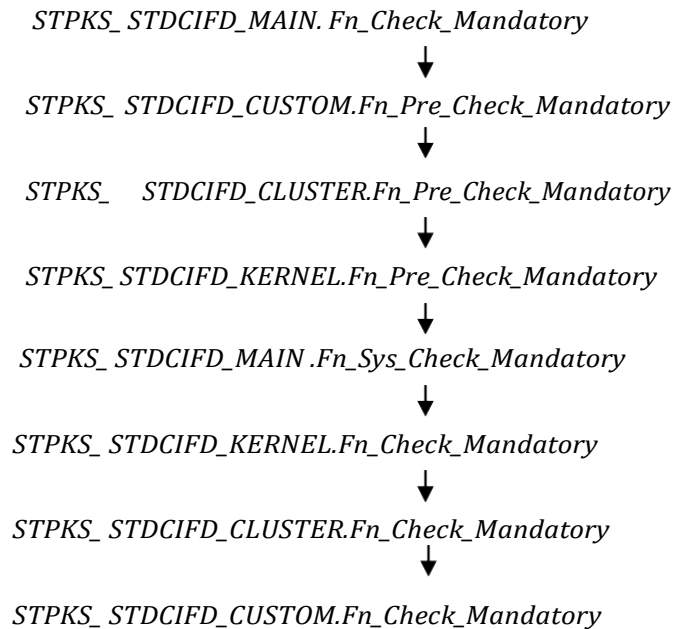 STPKS_ STDCIFD_MAIN. Fn_Check_Mandatory
STPKS_ STDCIFD_CUSTOM.Fn_Pre_Check_Mandatory
STPKS_ STDCIFD_CLUSTER.Fn_Pre_Check_Mandatory
STPKS_ STDCIFD_KERNEL.Fn_Pre_Check_Mandatory
STPKS_ STDCIFD_MAIN .Fn_Sys_Check_Mandatory
STPKS_ STDCIFD_KERNEL.Fn_Check_Mandatory
STPKS_ STDCIFD_CLUSTER.Fn_Check_Mandatory
STPKS_ STDCIFD_CUSTOM.Fn_Check_Mandatory